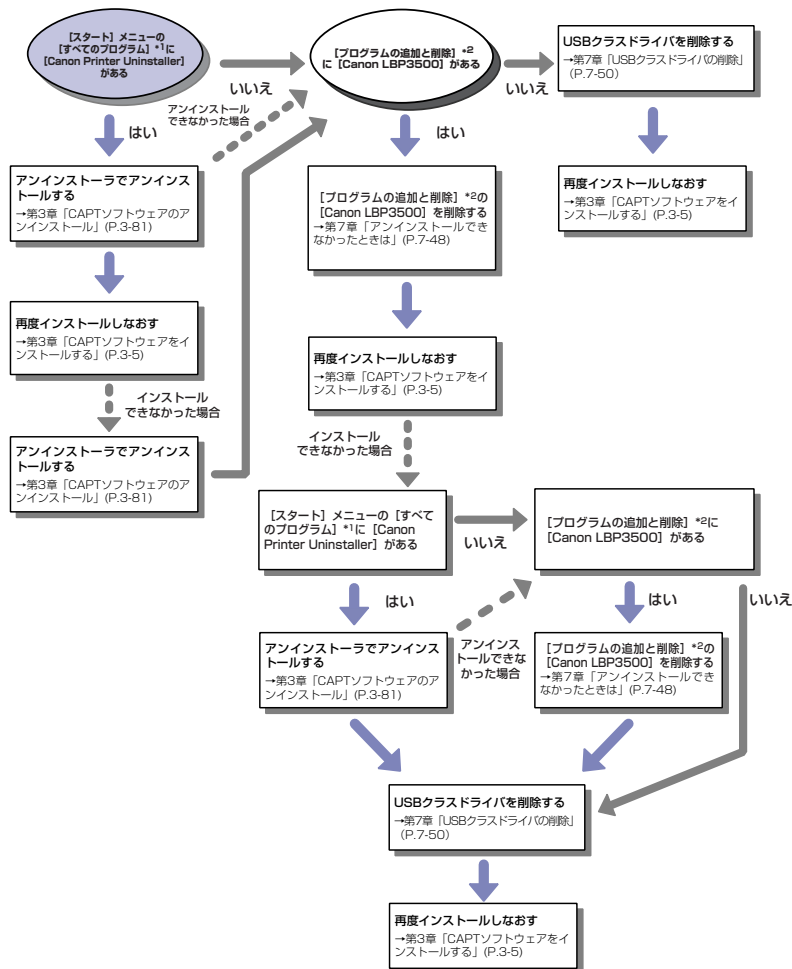 ［スタート］メニューの
［すべてのプログラム］*1に
［Canon Printer Uninstaller］
がある
いいえ
アンインストール
できなかった場合
はい
アンインストーラでアンインス
トールする
→第3章「CAPTソフトウェアのア
ンインストール」(P.3-81)
再度インストールしなおす
→第3章「CAPTソフトウェアをイ
ンストールする」(P.3-5)
インストール
できなかった場合
アンインストーラでアンインス
トールする
→第3章「CAPTソフトウェアのア
ンインストール」(P.3-81)
［プログラムの追加と削除］*2
に［Canon LBP3500］がある
いいえ
はい
［プログラムの追加と削除］*2の
［Canon LBP3500］を削除する
→第7章「アンインストールでき
なかったときは」(P.7-48)
再度インストールしなおす
→第3章「CAPTソフトウェアをイ
ンストールする」(P.3-5)
インストール
できなかった場合
USBクラスドライバを削除する
→第7章「USBクラスドライバの削除」
（P.7-50）
再度インストールしなおす
→第3章「CAPTソフトウェアをイ
ンストールする」(P.3-5)
［スタート］メニューの［すべて
のプログラム］*1に［Canon
Printer Uninstaller］がある
いいえ
はい
アンインストーラでアンインス
トールする
→第3章「CAPTソフトウェアのア
ンインストール」(P.3-81)
アンインス
トールできな
かった場合
［プログラムの追加と削除］*2に
［Canon LBP3500］がある
はい
いいえ
［プログラムの追加と削除］*2の
［Canon LBP3500］を削除する
→第7章「アンインストールでき
なかったときは」(P.7-48)
USBクラスドライバを削除する
→第7章「USBクラスドライバの削除」
（P.7-50）
再度インストールしなおす
→第3章「CAPTソフトウェアをイ
ンストールする」(P.3-5)